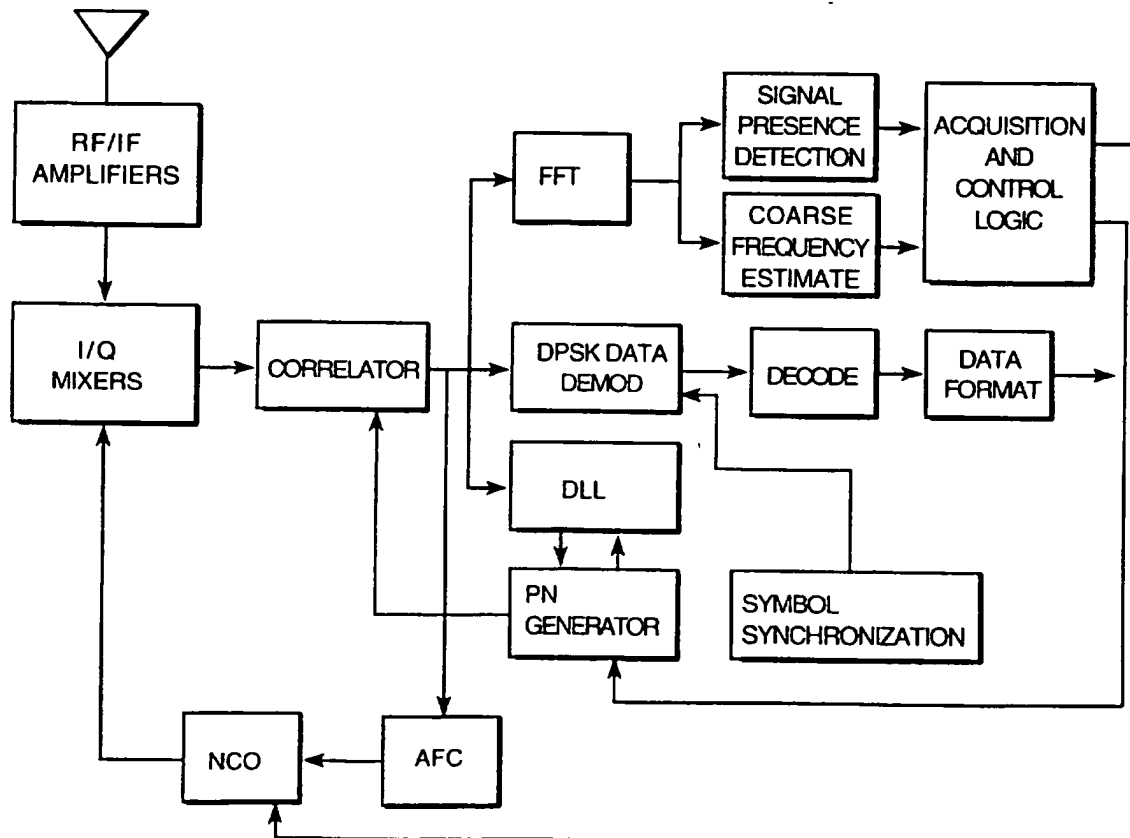 RF/IF
AMPLIFIERS
I/Q
MIXERS
CORRELATOR
FFT
SIGNAL
PRESENCE
DETECTION
COARSE
FREQUENCY
ESTIMATE
ACQUISITION
AND
CONTROL
LOGIC
DPSK DATA
DEMOD
DECODE
DATA
FORMAT
DLL
PN
GENERATOR
SYMBOL
SYNCHRONIZATION
NCO
AFC